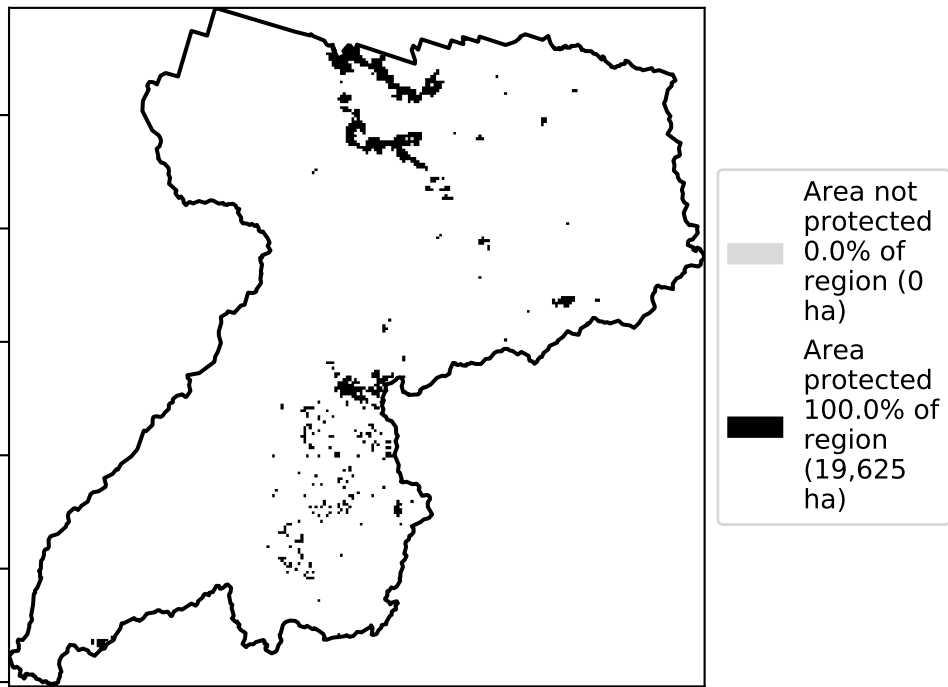 Area not
protected
0.0% of
region (0
ha)
Area
protected
100.0% of
region
(19,625
ha)